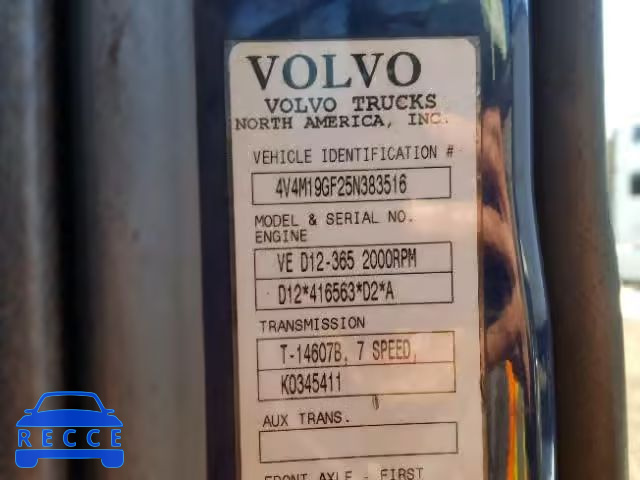 VOLVO
VOLVO TRUCKS
NORTH AMERICA, INC.
VEHICLE IDENTIFICATION #
4V4M19GF25N383516
MODEL & SERIAL NO.
ENGINE
VE D12-365 2000RPM
D12*416563*D2*A
TRANSMISSION
T-14607B, 7 SPEED,
K0345411
AUX TRANS.
FRONT AXLE - FIRST
RECCE